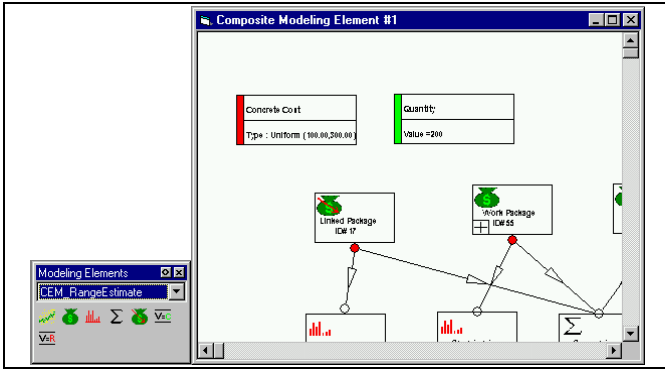 Composite Modeling Element #1
Concrete Cost
Type : Uniform (100.00,300.00)
Quantity
Value =200
Linked Package
ID# 17
Work Package
ID# 55
Modeling Elements
CEM_RangeEstimate
Σ
V=C
V=R
Σ